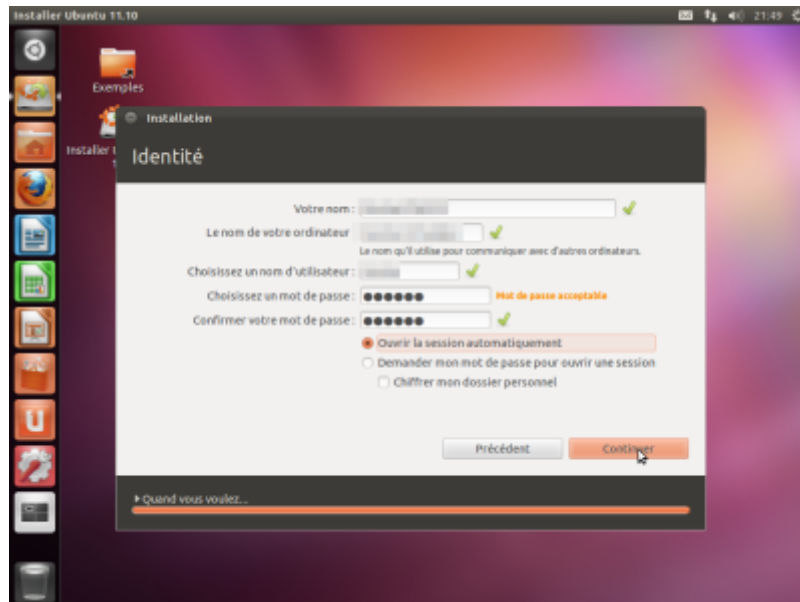 Installer Ubuntu 11.10
21:49
Exemples
Installer
Installation
Identité
Votre nom :
Le nom de votre ordinateur
Le nom qu'il utilise pour communiquer avec d'autres ordinateurs.
Choisissez un nom d'utilisateur :
Choisissez un mot de passe :
Mot de passe acceptable
Confirmer votre mot de passe :
Ouvrir la session automatiquement
Demander mon mot de passe pour ouvrir une session
Chiffrer mon dossier personnel
Précédent
Continuer
Quand vous voulez...